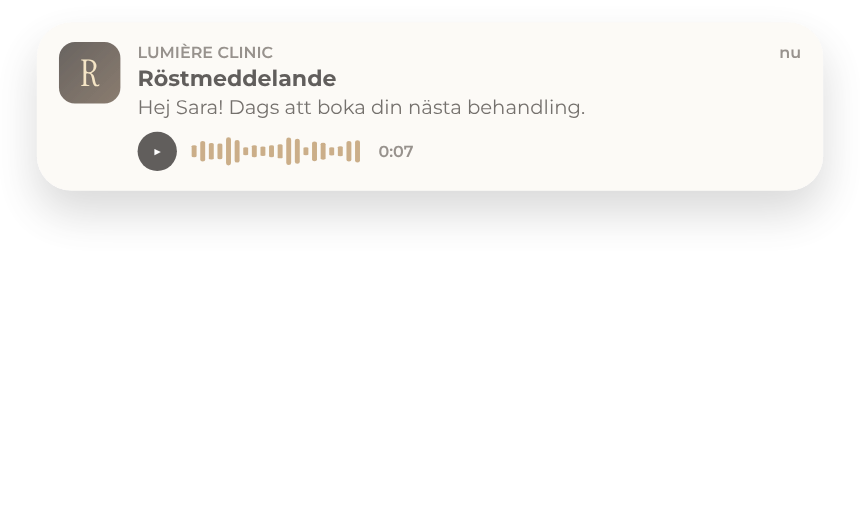 R
LUMIÈRE CLINIC
nu
Röstmeddelande
Hej Sara! Dags att boka din nästa behandling.
0:07